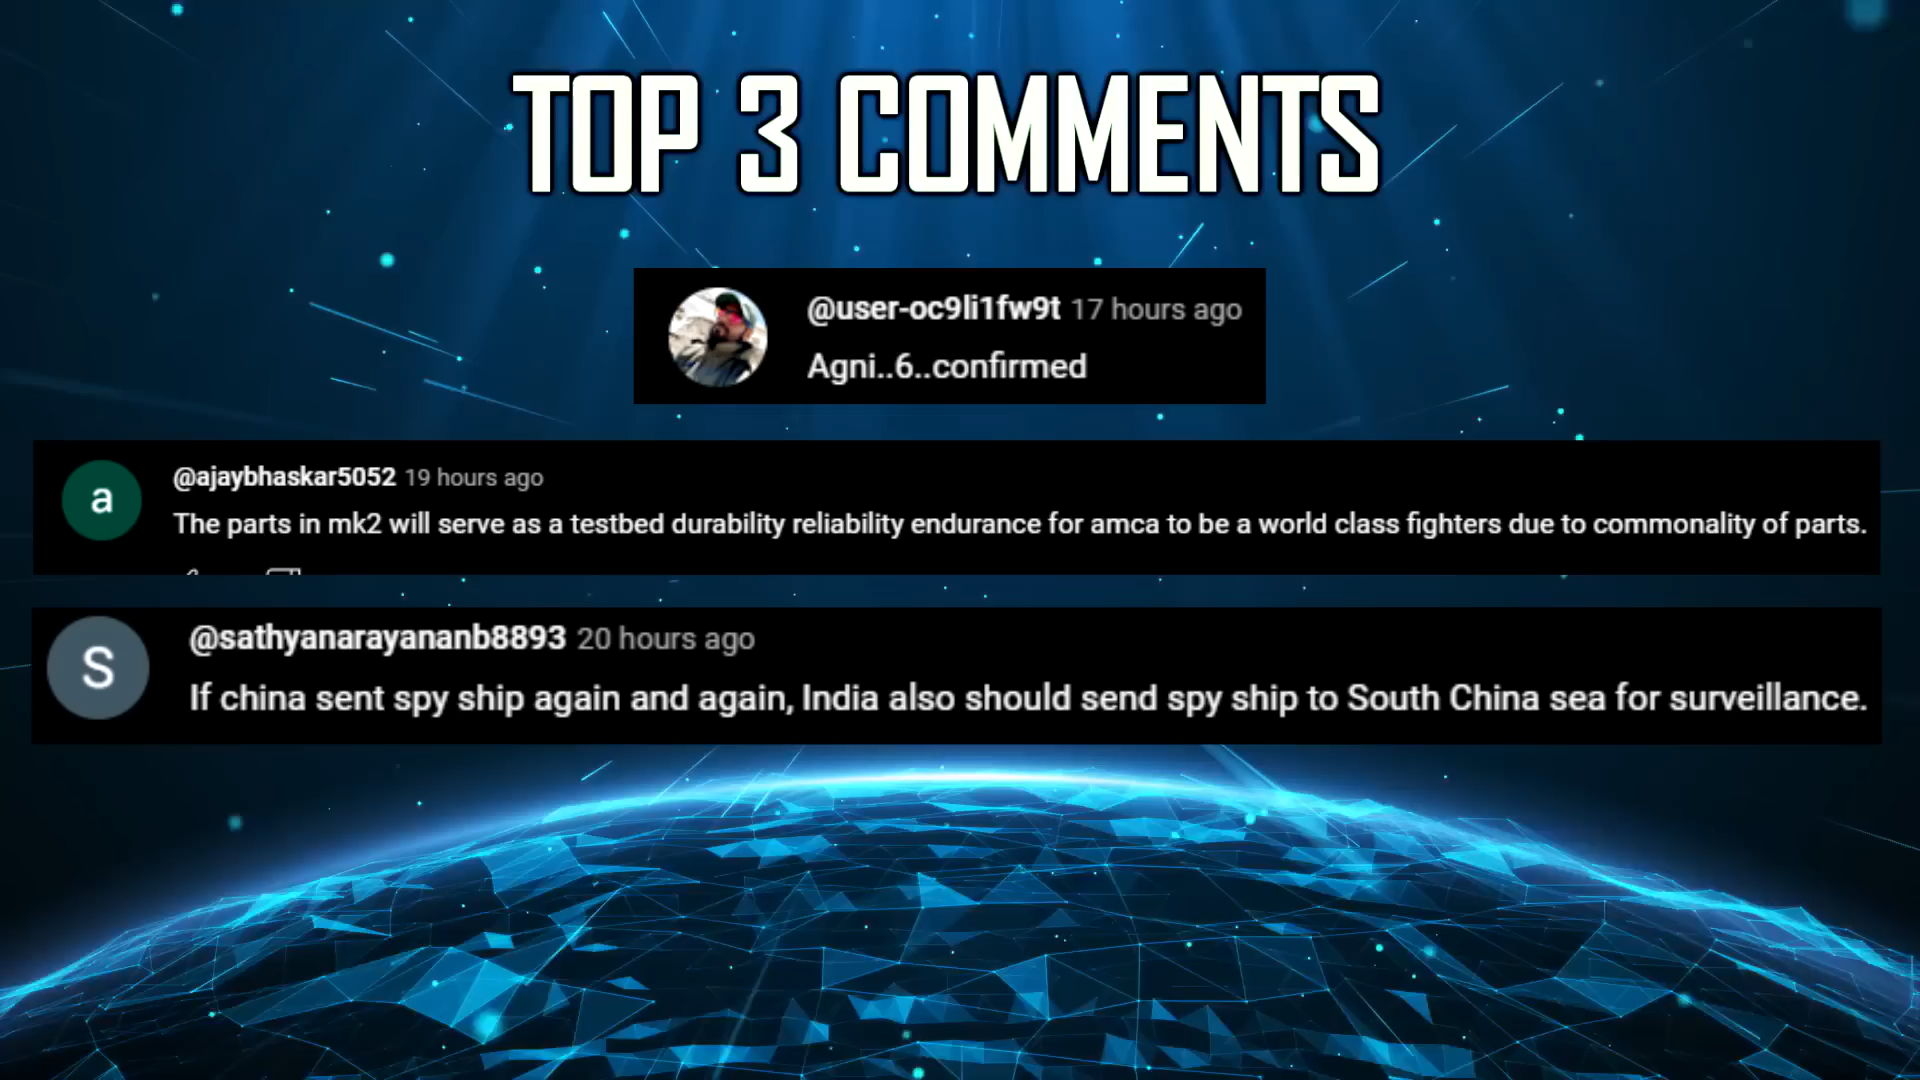 TOP 3 COMMENTS
@user-oc9li1fw9t 17 hours ago
Agni..6..confirmed
a
@ajaybhaskar5052 19 hours ago
The parts in mk2 will serve as a testbed durability reliability endurance for amca to be a world class fighters due to commonality of parts.
S
@sathyanarayananb8893 20 hours ago
If china sent spy ship again and again, India also should send spy ship to South China sea for surveillance.